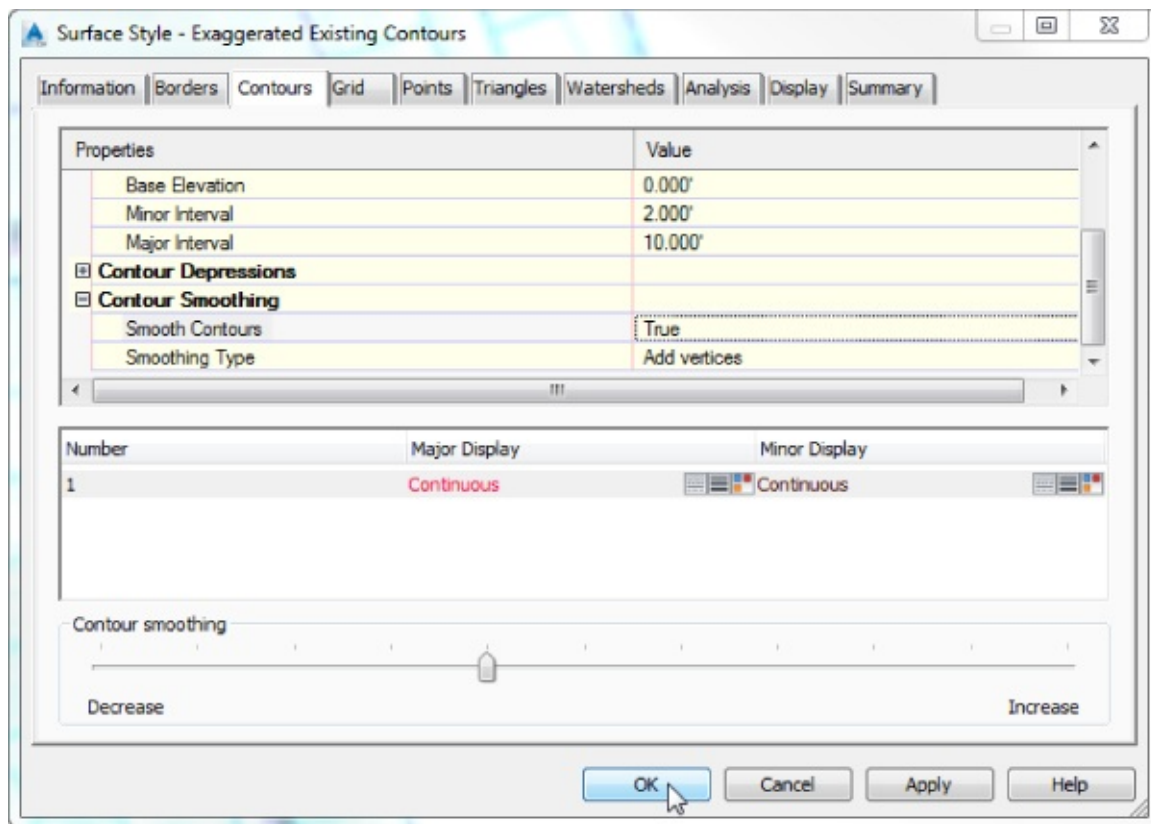 Surface Style - Exaggerated Existing Contours
Information Borders Contours Grid Points Triangles Watersheds Analysis Display Summary
Properties Value
Base Elevation 0.000'
Minor Interval 2.000'
Major Interval 10.000'
Contour Depressions
Contour Smoothing
Smooth Contours True
Smoothing Type Add vertices
Number Major Display Minor Display
1 Continuous Continuous
Contour smoothing
Decrease Increase
OK Cancel Apply Help